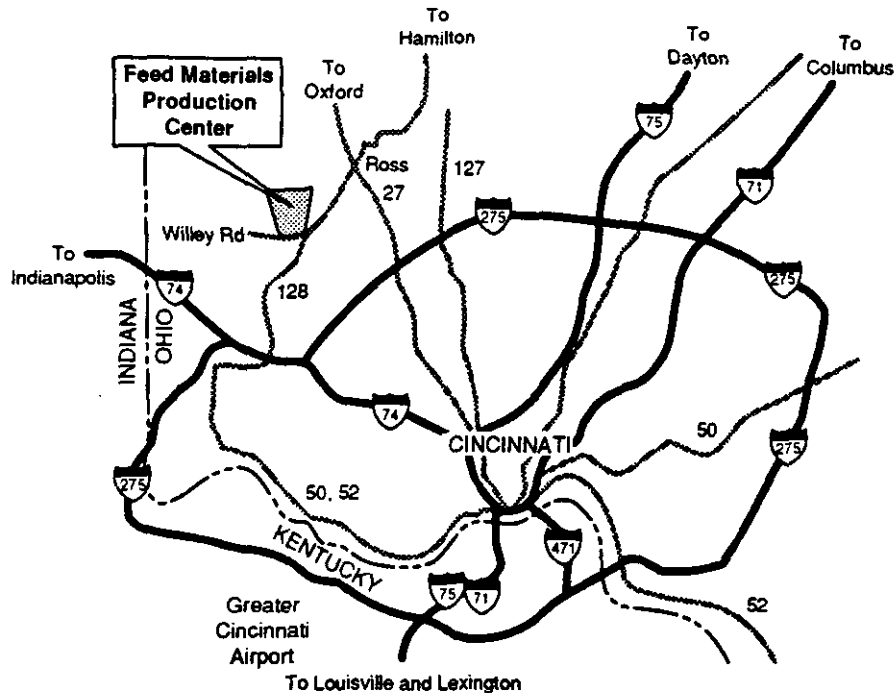 To
Hamilton
To
Dayton
To
Columbus
Feed Materials
Production
Center
To
Oxford
75
Ross
27
127
71
275
Willey Rd
To
Indianapolis
74
275
128
INDIANA
OHIO
74
CINCINNATI
50
275
275
50, 52
KENTUCKY
471
75
71
52
Greater
Cincinnati
Airport
To Louisville and Lexington